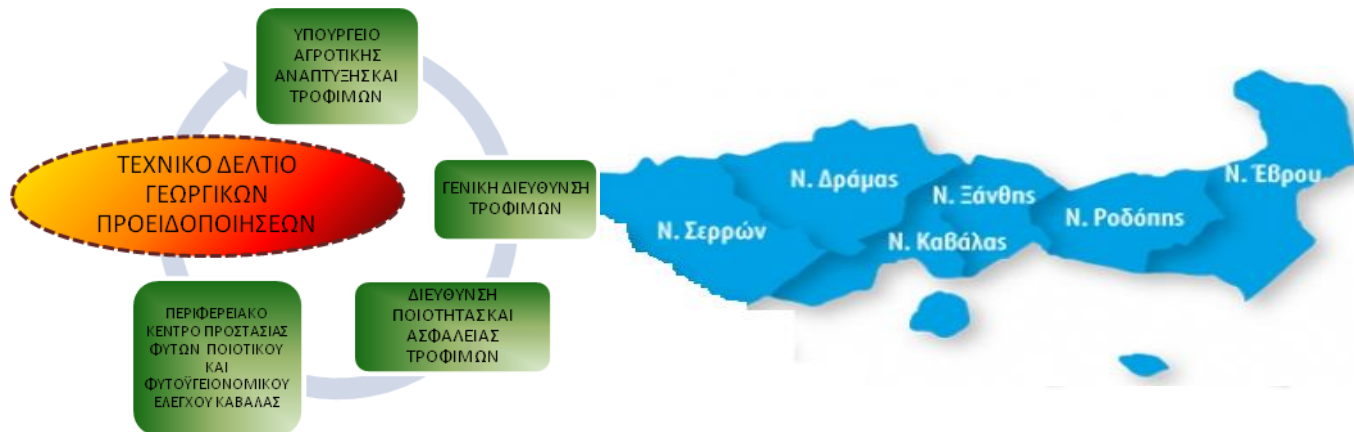 ΥΠΟΥΡΓΕΙΟ
ΑΓΡΟΤΙΚΗΣ
ΑΝΑΠΤΥΞΗΣ ΚΑΙ
ΤΡΟΦΙΜΩΝ
ΤΕΧΝΙΚΟ ΔΕΛΤΙΟ
ΓΕΩΡΓΙΚΩΝ
ΠΡΟΕΙΔΟΠΟΙΗΣΕΩΝ
ΓΕΝΙΚΗ ΔΙΕΥΘΥΝΣΗ
ΤΡΟΦΙΜΩΝ
ΔΙΕΥΘΥΝΣΗ
ΠΟΙΟΤΗΤΑΣ ΚΑΙ
ΑΣΦΑΛΕΙΑΣ
ΤΡΟΦΙΜΩΝ
ΠΕΡΙΦΕΡΕΙΑΚΟ
ΚΕΝΤΡΟ ΠΡΟΣΤΑΣΙΑΣ
ΦΥΤΩΝ ΠΟΙΟΤΙΚΟΥ
ΚΑΙ
ΦΥΤΟΫΓΕΙΟΝΟΜΙΚΟΥ
ΕΛΕΓΧΟΥ ΚΑΒΑΛΑΣ
Ν. Σερρών
Ν. Δράμας
Ν. Καβάλας
Ν. Ξάνθης
Ν. Ροδόπης
Ν. Έβρου